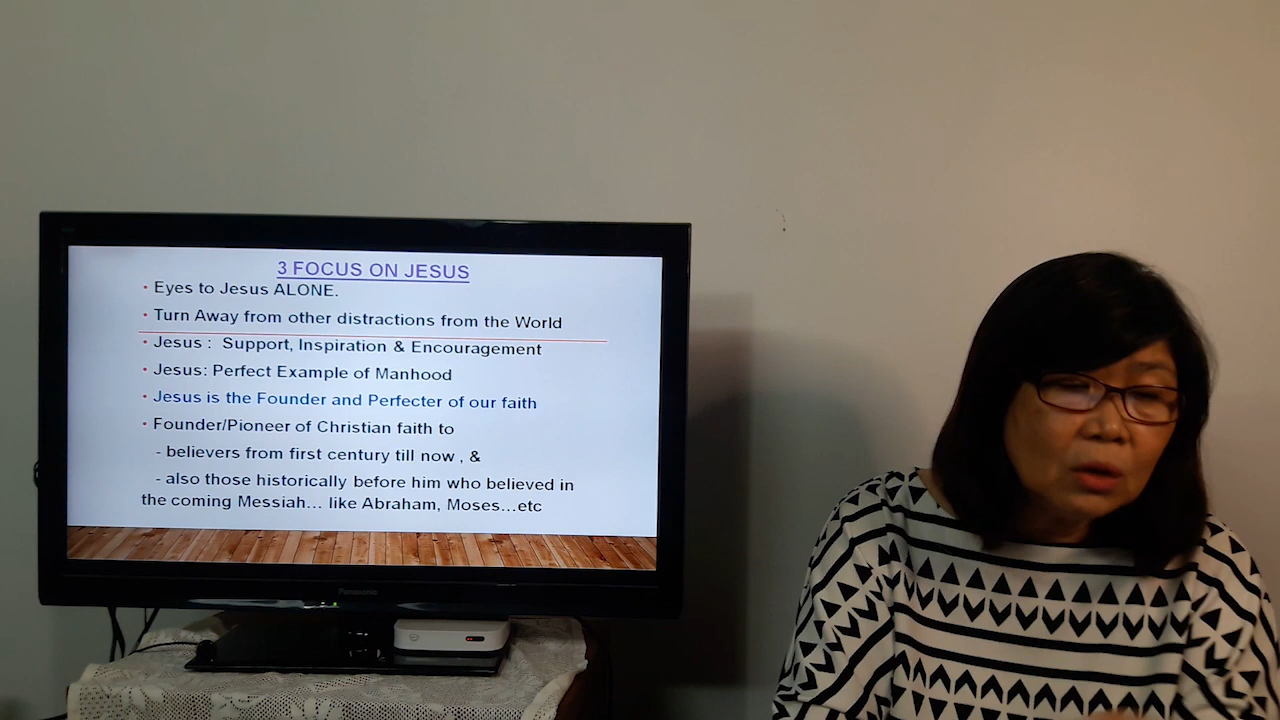 3 FOCUS ON JESUS
• Eyes to Jesus ALONE.
• Turn Away from other distractions from the World
• Jesus : Support, Inspiration & Encouragement
• Jesus: Perfect Example of Manhood
• Jesus is the Founder and Perfecter of our faith
• Founder/Pioneer of Christian faith to
- believers from first century till now , &
- also those historically before him who believed in
the coming Messiah... like Abraham, Moses...etc
Panasonic